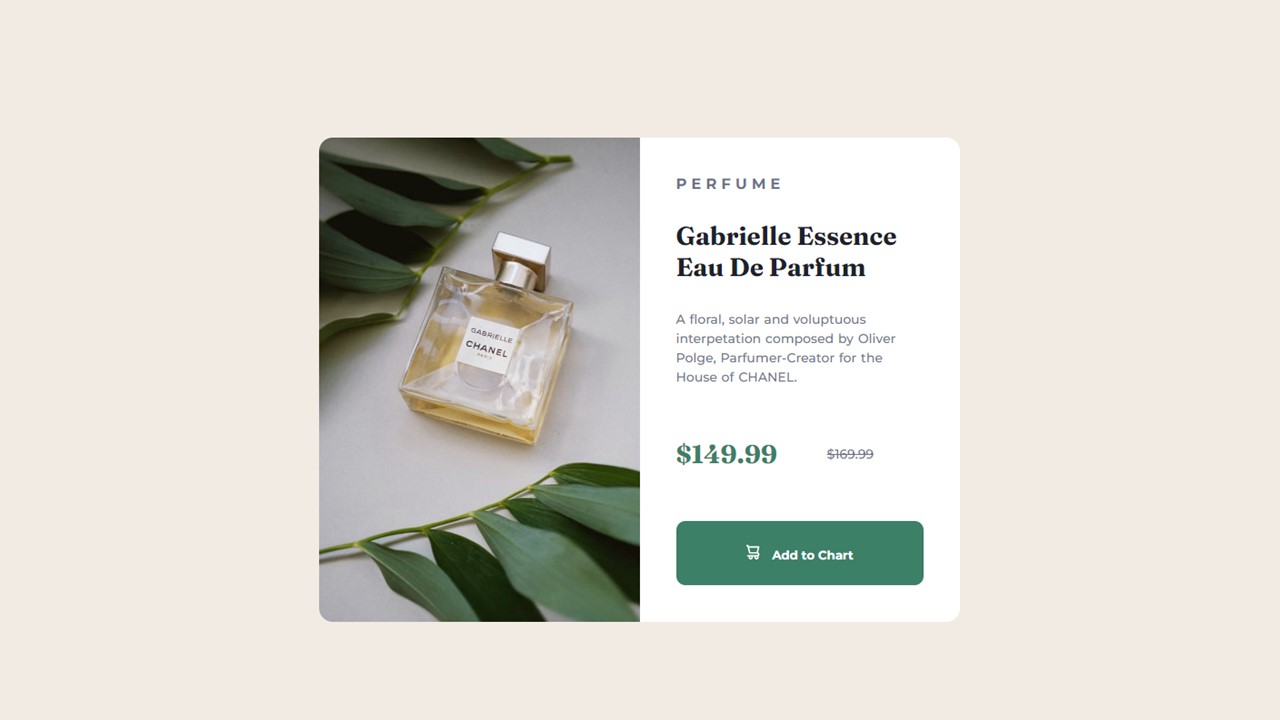 GABRIELLE
CHANEL
PARIS
PERFUME
Gabrielle Essence
Eau De Parfum
A floral, solar and voluptuous
interpetation composed by Oliver
Polge, Parfumer-Creator for the
House of CHANEL.
$149.99 $169.99
Add to Chart